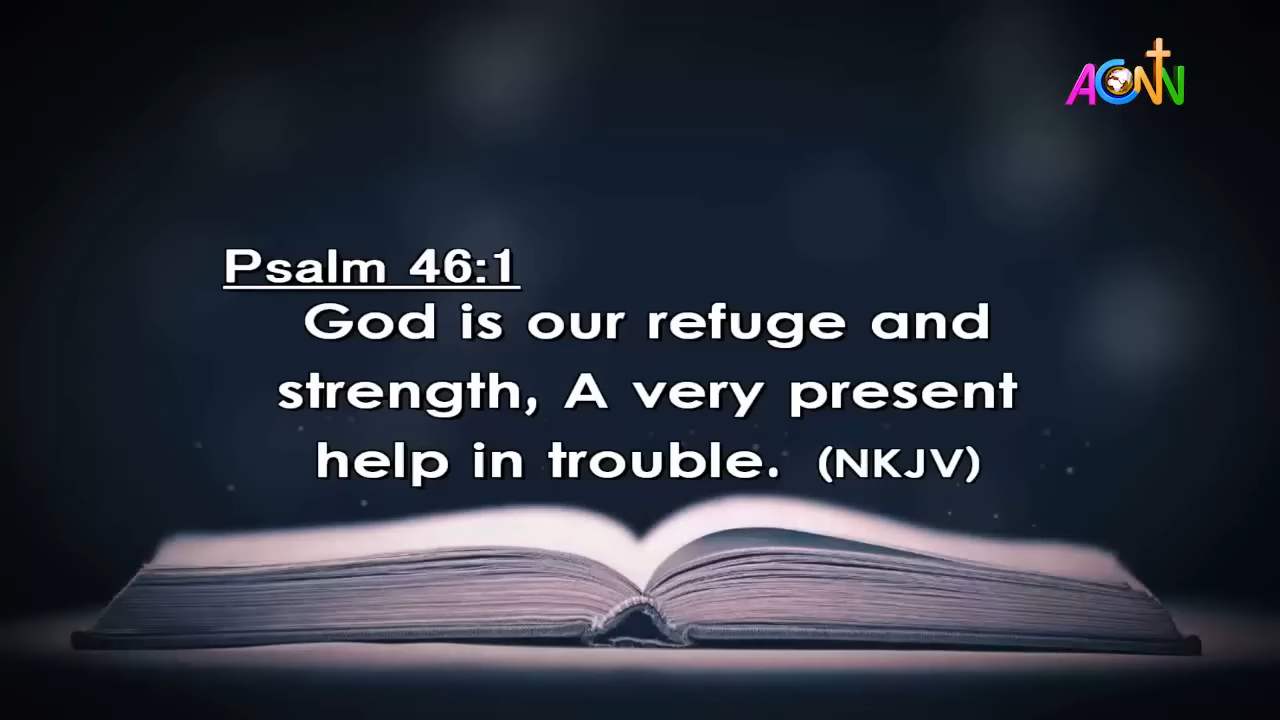 ACNN
Psalm 46:1
God is our refuge and
strength, A very present
help in trouble. (NKJV)